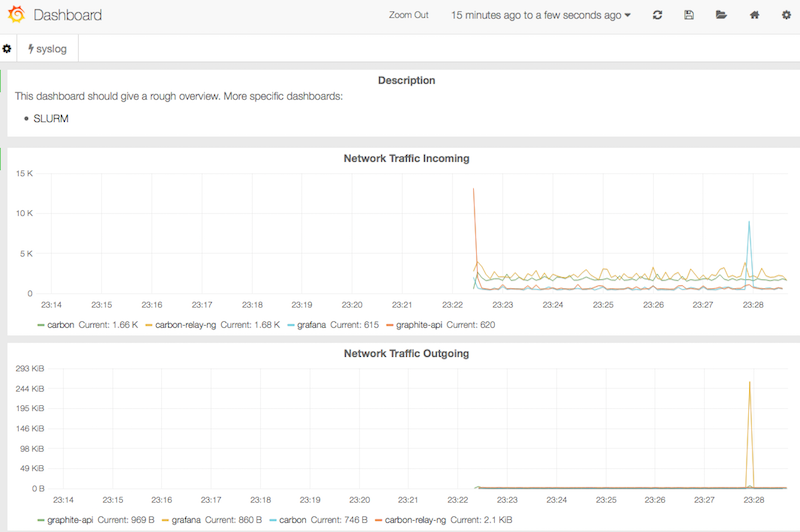 Dashboard Zoom Out 15 minutes ago to a few seconds ago
syslog
Description
This dashboard should give a rough overview. More specific dashboards:
SLURM
Network Traffic Incoming
15 K
10 K
5 K
0
23:14 23:15 23:16 23:17 23:18 23:19 23:20 23:21 23:22 23:23 23:24 23:25 23:26 23:27 23:28
carbon Current: 1.66 K carbon-relay-ng Current: 1.68 K grafana Current: 615 graphite-api Current: 620
Network Traffic Outgoing
293 KiB
244 KiB
195 KiB
146 KiB
98 KiB
49 KiB
0 B
23:14 23:15 23:16 23:17 23:18 23:19 23:20 23:21 23:22 23:23 23:24 23:25 23:26 23:27 23:28
graphite-api Current: 969 B grafana Current: 860 B carbon Current: 746 B carbon-relay-ng Current: 2.1 KiB